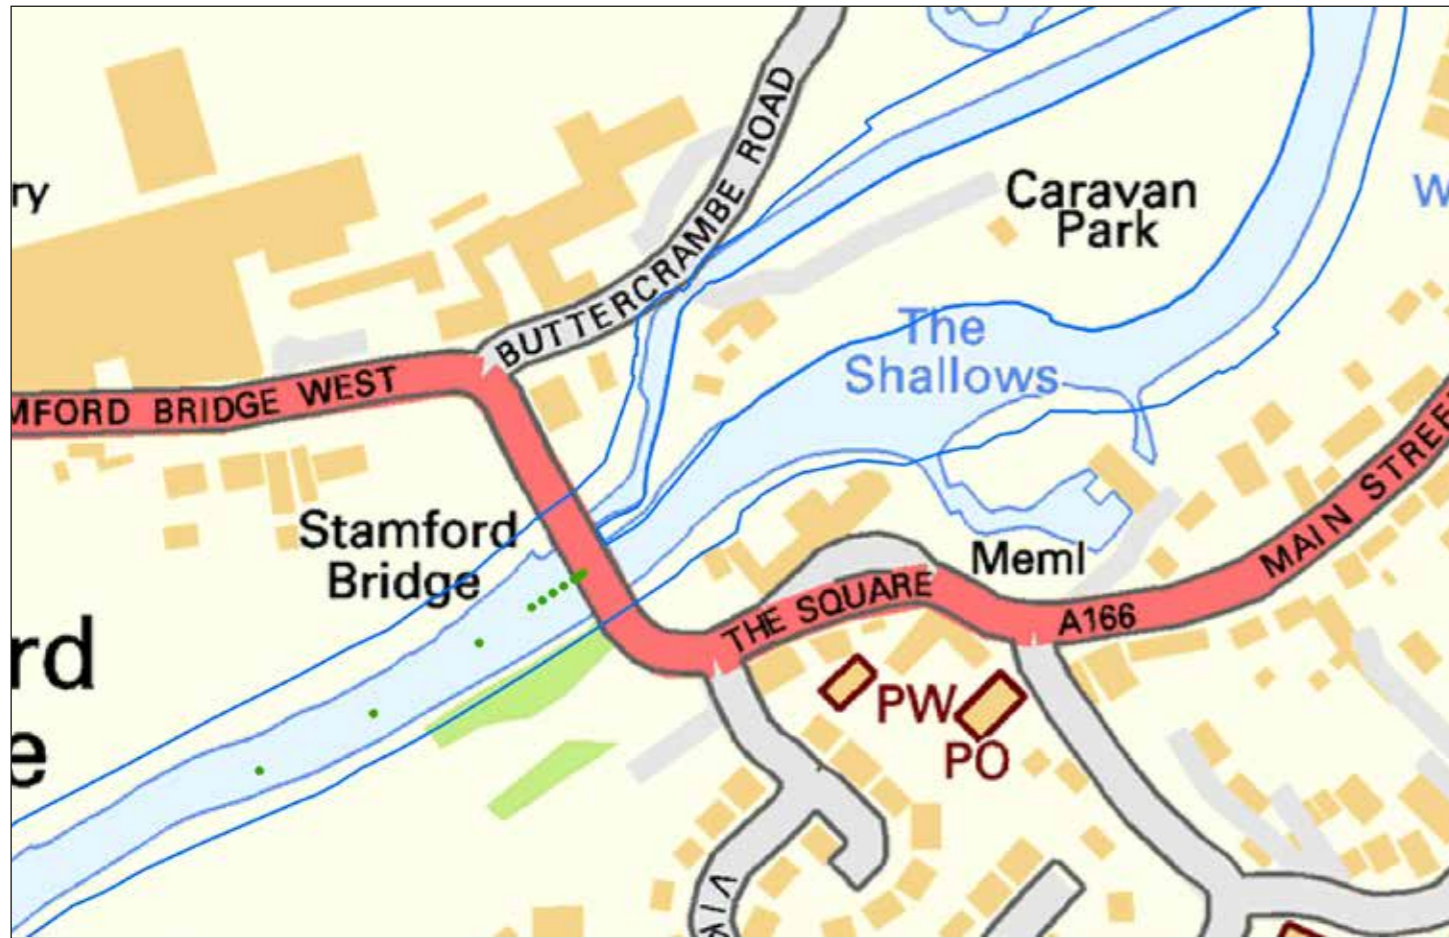 BUTTERCRAMBE ROAD
ry
Caravan
Park
W
The
Shallows
MFORD BRIDGE WEST
Stamford
Bridge
MAIN STREE
Meml
THE SQUARE
A166
rd
e
PW
PO
VIK